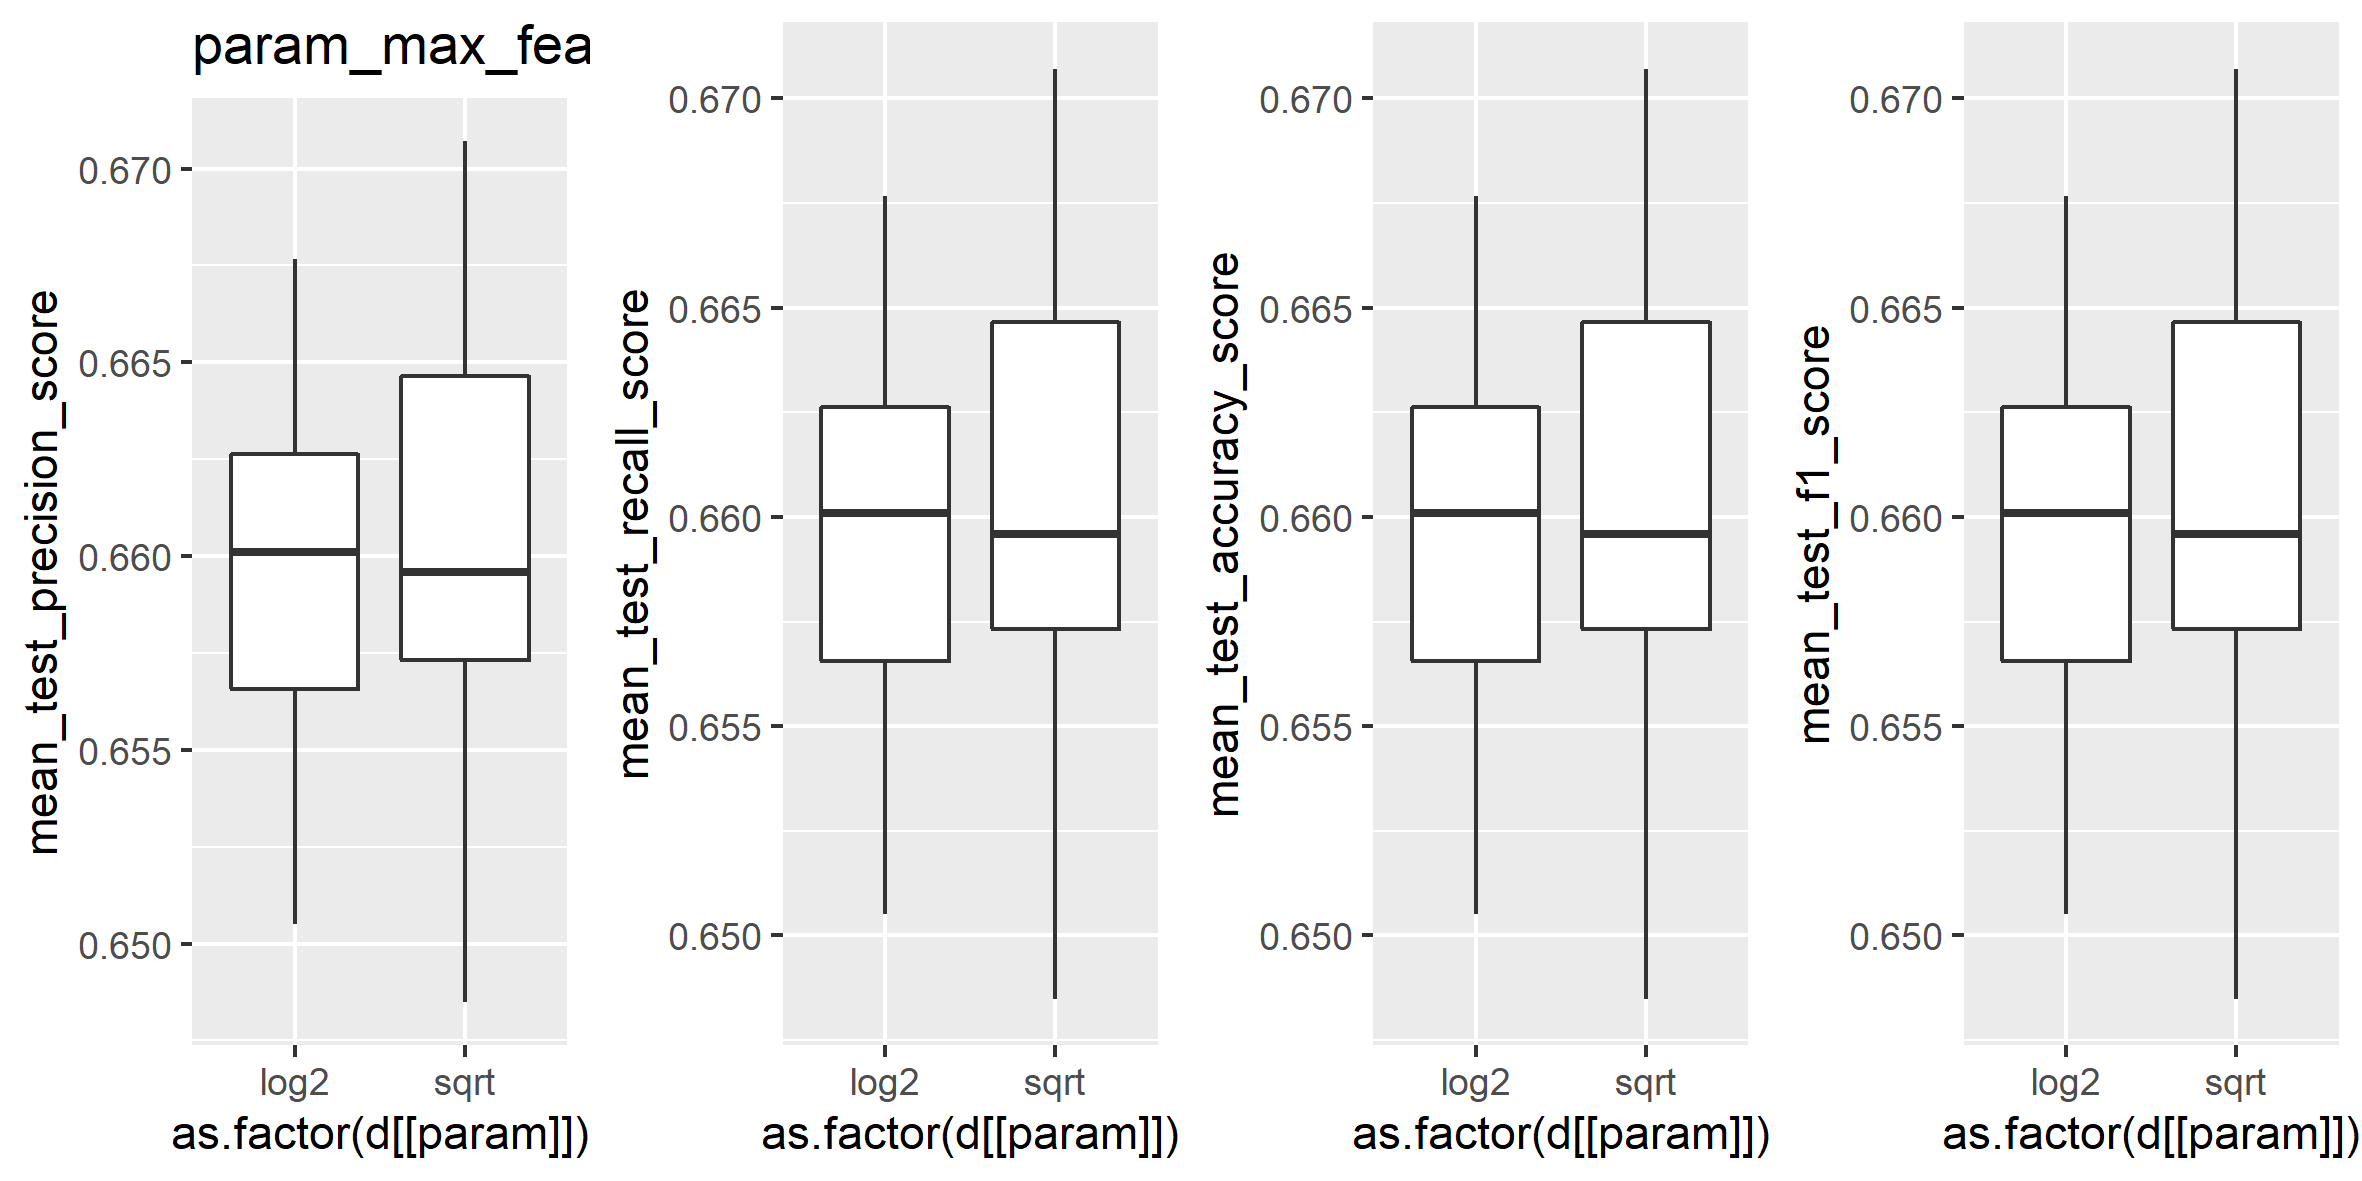 param_max_fea
mean_test_precision_score
0.670
0.665
0.660
0.655
0.650
log2
sqrt
as.factor(d[[param]])
mean_test_recall_score
0.670
0.665
0.660
0.655
0.650
log2
sqrt
as.factor(d[[param]])
mean_test_accuracy_score
0.670
0.665
0.660
0.655
0.650
log2
sqrt
as.factor(d[[param]])
mean_test_f1_score
0.670
0.665
0.660
0.655
0.650
log2
sqrt
as.factor(d[[param]])